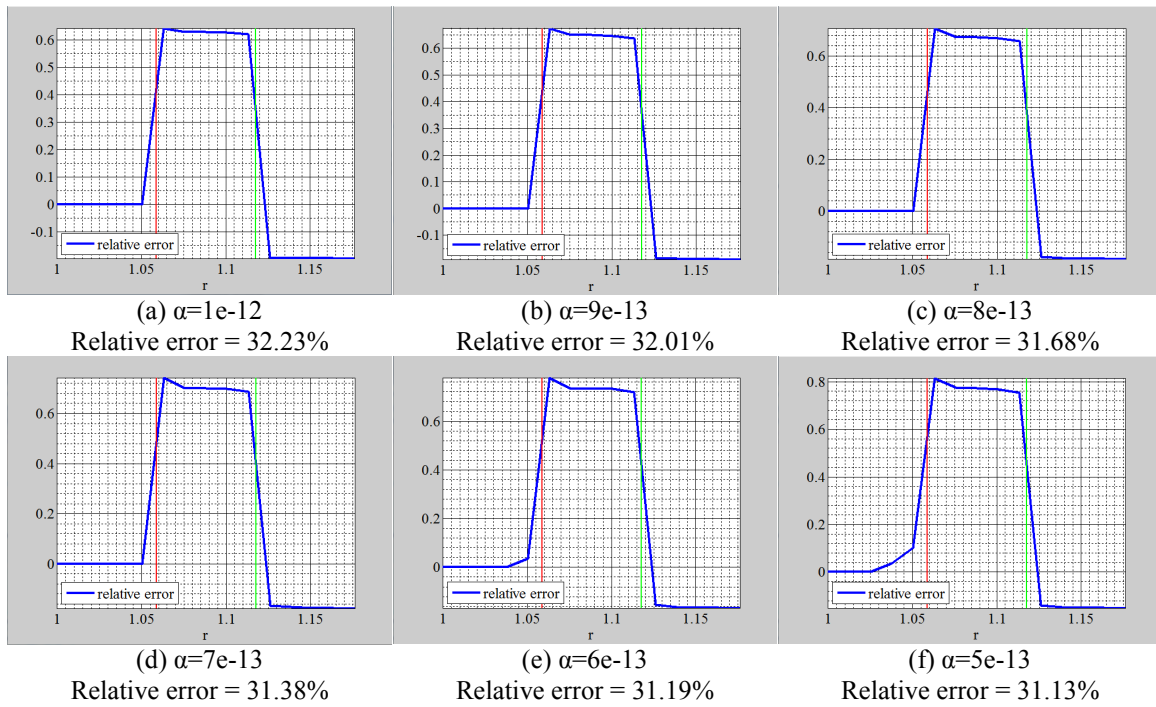 0.6
0.5
0.4
0.3
0.2
0.1
0
-0.1
relative error
1 1.05 1.1 1.15
r
(a) α=1e-12
Relative error = 32.23%
0.6
0.5
0.4
0.3
0.2
0.1
0
-0.1
relative error
1 1.05 1.1 1.15
r
(b) α=9e-13
Relative error = 32.01%
0.6
0.4
0.2
0
relative error
1 1.05 1.1 1.15
r
(c) α=8e-13
Relative error = 31.68%
0.6
0.4
0.2
0
relative error
1 1.05 1.1 1.15
r
(d) α=7e-13
Relative error = 31.38%
0.6
0.4
0.2
0
relative error
1 1.05 1.1 1.15
r
(e) α=6e-13
Relative error = 31.19%
0.8
0.6
0.4
0.2
0
relative error
1 1.05 1.1 1.15
r
(f) α=5e-13
Relative error = 31.13%